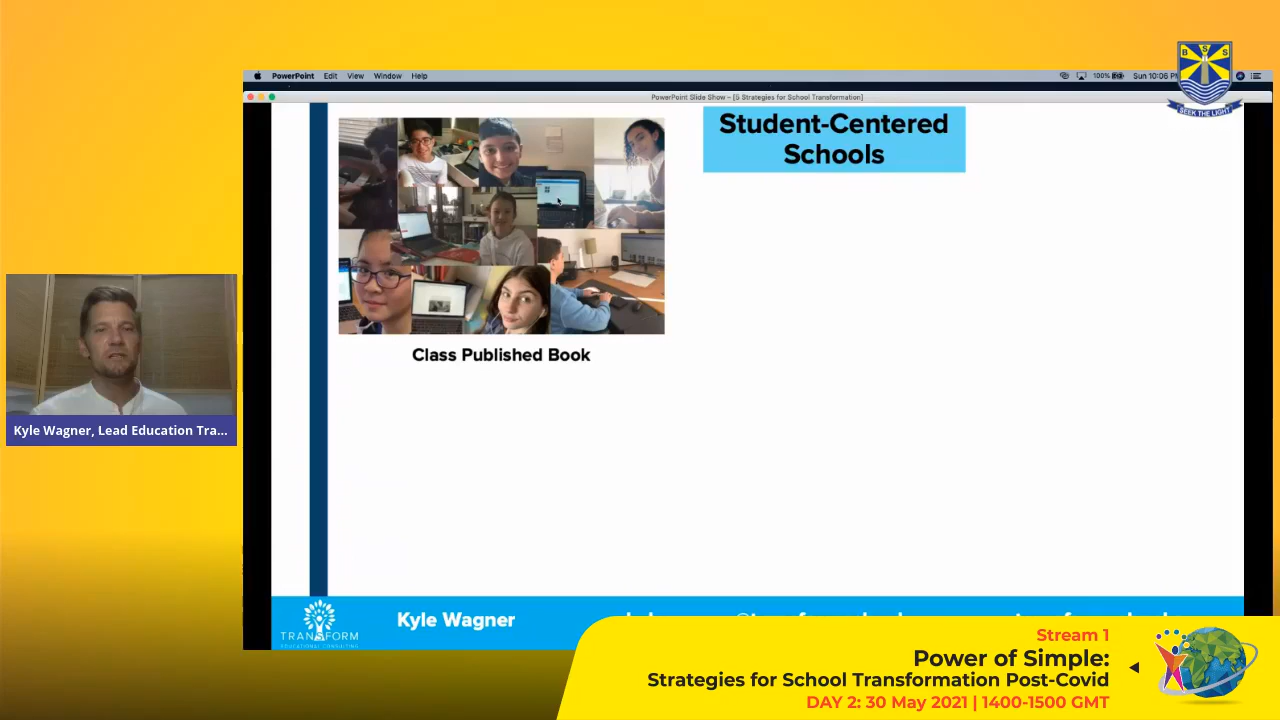 PowerPoint Edit View Window Help
100% Sun 10:06 P
PowerPoint Slide Show - [5 Strategies for School Transformation]
B S S
SEEK THE LIGHT
Student-Centered
Schools
Class Published Book
Kyle Wagner, Lead Education Tra...
TRANSFORM
EDUCATIONAL CONSULTING
Kyle Wagner
Stream 1
Power of Simple:
Strategies for School Transformation Post-Covid
DAY 2: 30 May 2021 | 1400-1500 GMT